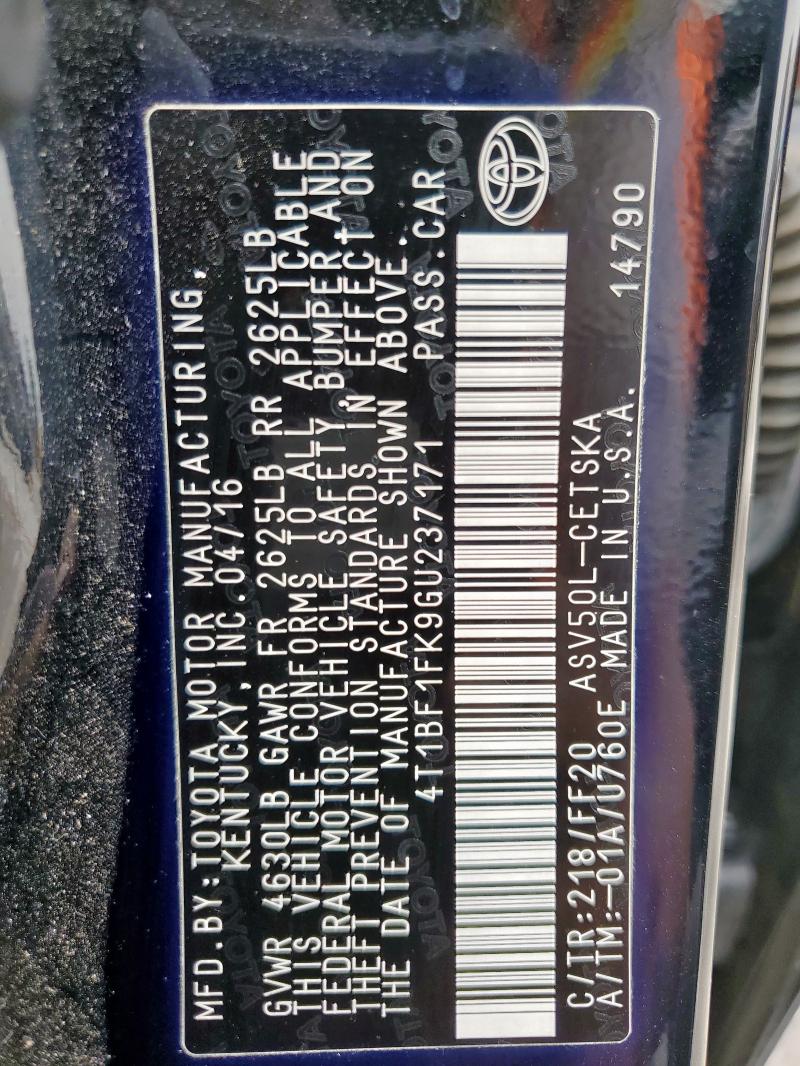 MFD.BY:TOYOTA MOTOR MANUFACTURING,
KENTUCKY,INC.04/16
GVWR 4630LB GAWR FR 2625LB RR 2625LB
THIS VEHICLE CONFORMS TO ALL APPLICABLE
FEDERAL MOTOR VEHICLE SAFETY,BUMPER,AND
THEFT PREVENTION STANDARDS IN EFFECT ON
THE DATE OF MANUFACTURE SHOWN ABOVE.
4T1BF1FK9GU237171 PASS.CAR
C/TR:218/FF20 ASV50L-CETSKA
A/TM:-01A/U760E MADE IN U.S.A. 14790